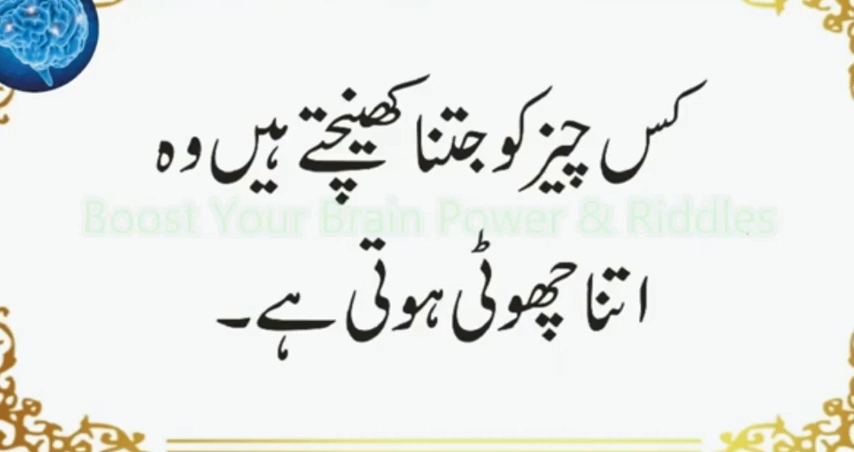 کس چیز کو جتنا کھینچتے ہیں وہ
Boost Your Brain Power & Riddles
اتنا چھوٹی ہوتی ہے۔